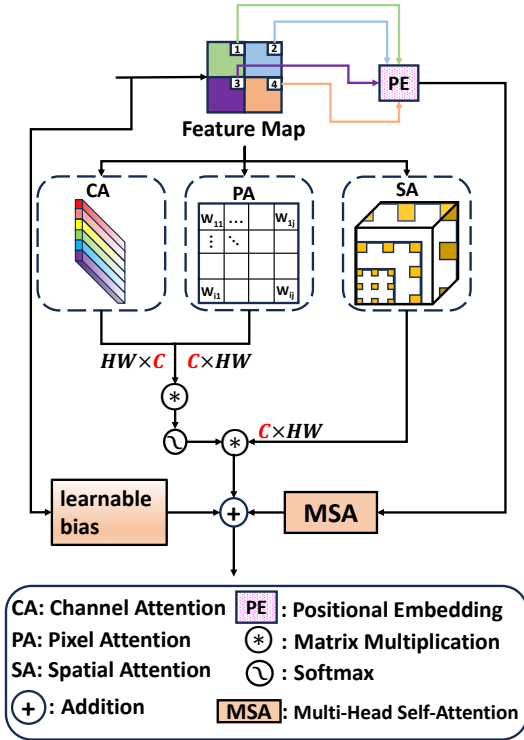 1 2
3 4
PE
Feature Map
CA PA SA
W11 ... W1j
⋮ ⋱
Wi1 Wij
HW×C C×HW
*
* C×HW
learnable
bias
+
MSA
CA: Channel Attention PE : Positional Embedding
PA: Pixel Attention * : Matrix Multiplication
SA: Spatial Attention : Softmax
+ : Addition MSA : Multi-Head Self-Attention